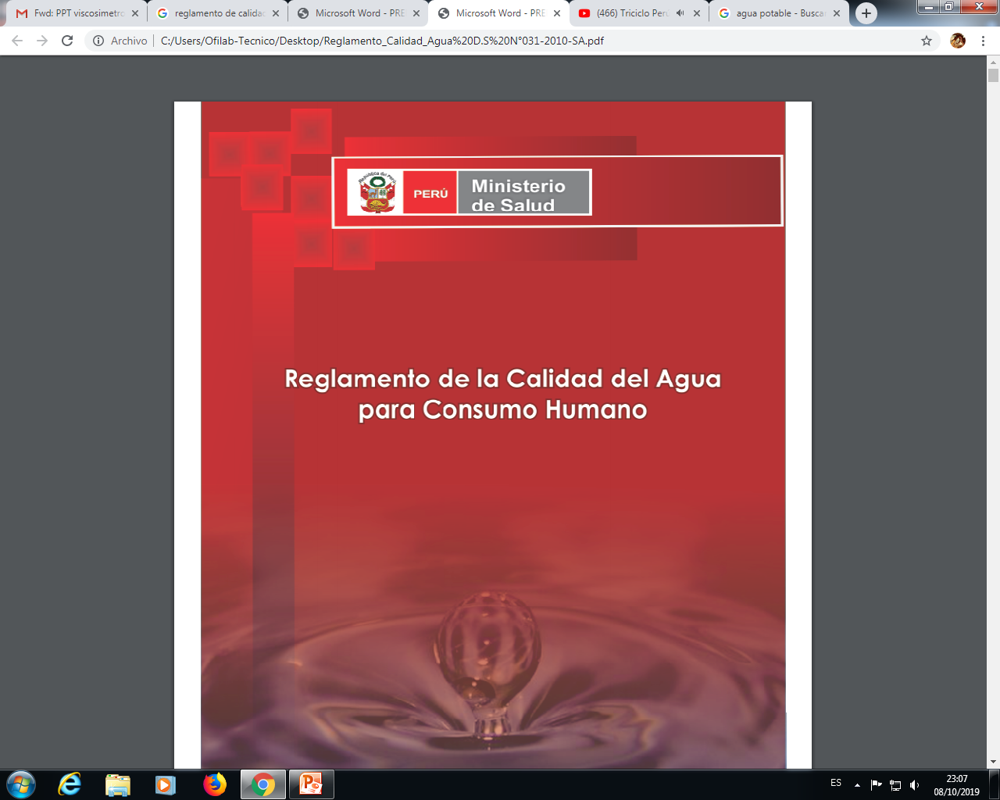 Fwd: PPT viscosimetro
reglamento de calidad
Microsoft Word - PRE
Microsoft Word - PRE
(466) Triciclo Perú
agua potable - Buscar
Archivo
C:/Users/Ofilab-Tecnico/Desktop/Reglamento_Calidad_Agua%20D.S%20N°031-2010-SA.pdf
República del Perú
PERÚ
Ministerio
de Salud
Reglamento de la Calidad del Agua
para Consumo Humano
ES
23:07
08/10/2019